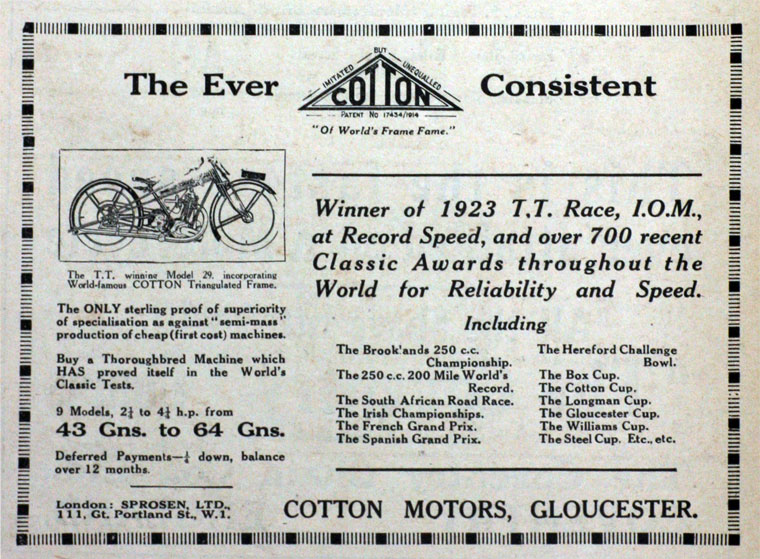 The Ever
IMITATED BUT UNEQUALLED
COTTON
PATENT No 17434/1914
"Of World's Frame Fame."
Consistent
The T.T. winning Model 29, incorporating
World-famous COTTON Triangulated Frame.
The ONLY sterling proof of superiority
of specialisation as against "semi-mass"
production of cheap (first cost) machines.
Buy a Thoroughbred Machine which
HAS proved itself in the World's
Classic Tests.
9 Models, 2¾ to 4¼ h.p. from
43 Gns. to 64 Gns.
Deferred Payments—¼ down, balance
over 12 months.
London: SPROSEN, LTD.,
111, Gt. Portland St., W.1.
Winner of 1923 T.T. Race, I.O.M.,
at Record Speed, and over 700 recent
Classic Awards throughout the
World for Reliability and Speed.
Including
The Brook'ands 250 c.c.
Championship.
The 250 c.c. 200 Mile World's
Record.
The South African Road Race.
The Irish Championships.
The French Grand Prix.
The Spanish Grand Prix.
The Hereford Challenge
Bowl.
The Box Cup.
The Cotton Cup.
The Longman Cup.
The Gloucester Cup.
The Williams Cup.
The Steel Cup. Etc., etc.
COTTON MOTORS, GLOUCESTER.